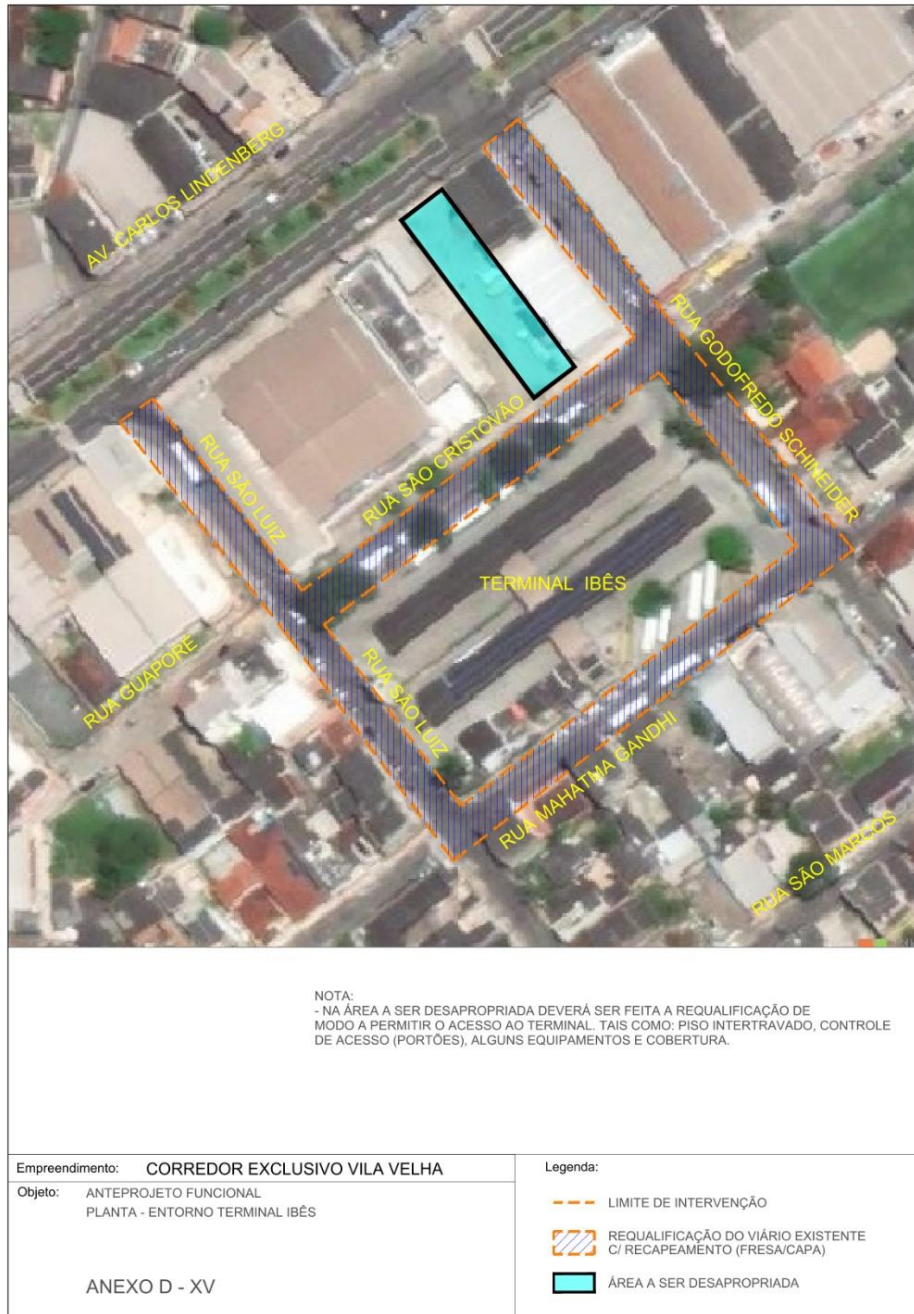 AV. CARLOS LINDENBERG
RUA GODOFREDO SCHINEIDER
RUA SÃO CRISTOVÃO
RUA SÃO LUIZ
TERMINAL IBÊS
RUA GUAPORÉ
RUA SÃO LUIZ
RUA MAHATMA GANDHI
RUA SÃO MARCOS
NOTA:
- NA ÁREA A SER DESAPROPRIADA DEVERÁ SER FEITA A REQUALIFICAÇÃO DE
MODO A PERMITIR O ACESSO AO TERMINAL. TAIS COMO: PISO INTERTRAVADO, CONTROLE
DE ACESSO (PORTÕES), ALGUNS EQUIPAMENTOS E COBERTURA.
Empreendimento: CORREDOR EXCLUSIVO VILA VELHA
Objeto: ANTEPROJETO FUNCIONAL
PLANTA - ENTORNO TERMINAL IBÊS
ANEXO D - XV
Legenda:
LIMITE DE INTERVENÇÃO
REQUALIFICAÇÃO DO VIÁRIO EXISTENTE
C/ RECAPEAMENTO (FRESA/CAPA)
ÁREA A SER DESAPROPRIADA